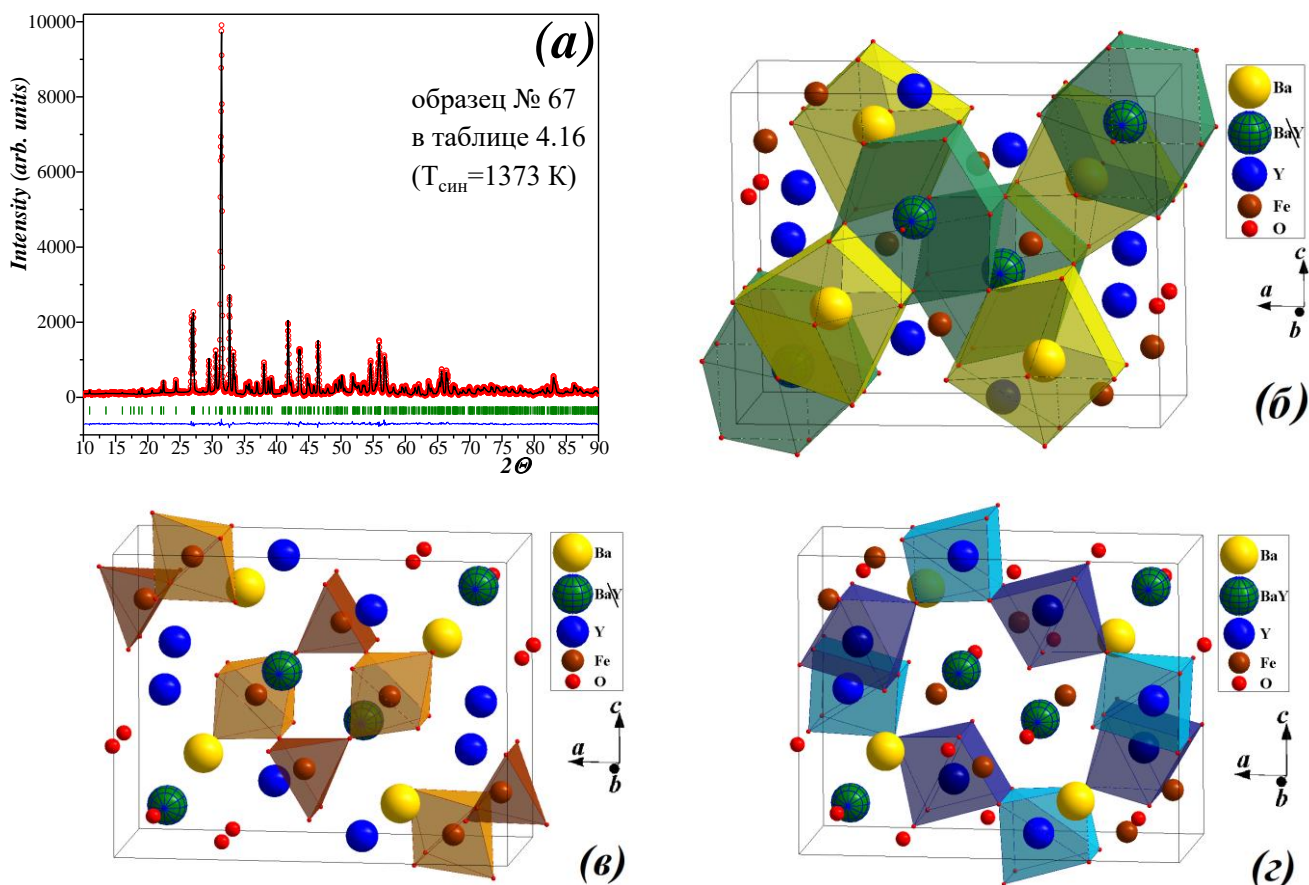 (а)
образец № 67
в таблице 4.16
(Tсин=1373 К)
Intensity (arb. units)
10000
8000
6000
4000
2000
0
10 15 20 25 30 35 40 45 50 55 60 65 70 75 80 85 90
2Θ
Ba
Ba\Y
Y
Fe
O
c
a
b
(б)
Ba
Ba\Y
Y
Fe
O
c
a
b
(в)
Ba
BaY
Y
Fe
O
c
a
b
(г)